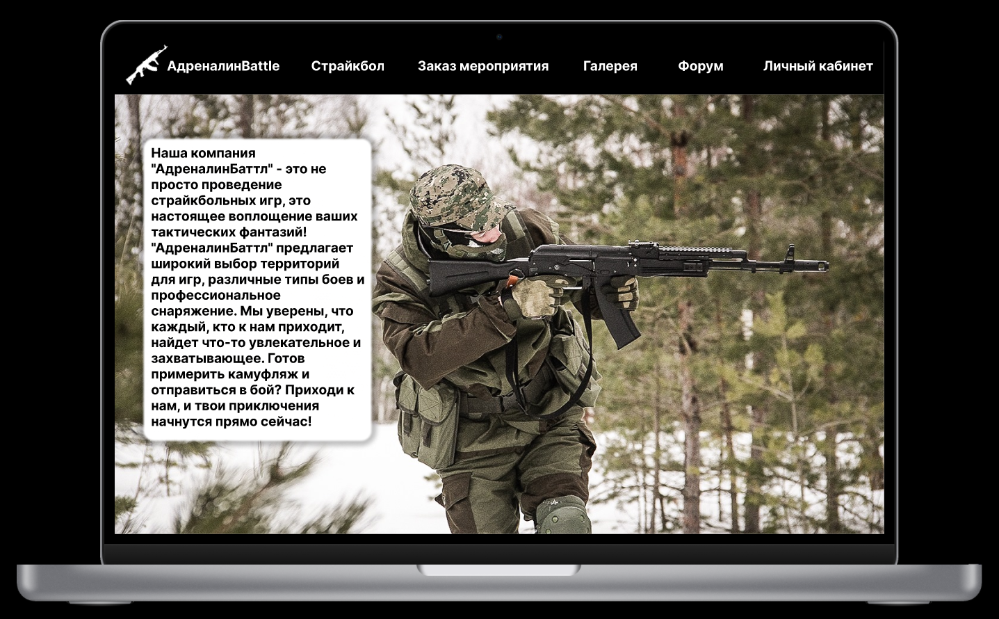 АдреналинBattle Страйкбол Заказ мероприятия Галерея Форум Личный кабинет
Наша компания
"АдреналинБаттл" - это не
просто проведение
страйкбольных игр, это
настоящее воплощение ваших
тактических фантазий!
"АдреналинБаттл" предлагает
широкий выбор территорий
для игр, различные типы боев и
профессиональное
снаряжение. Мы уверены, что
каждый, кто к нам приходит,
найдет что-то увлекательное и
захватывающее. Готов
примерить камуфляж и
отправиться в бой? Приходи к
нам, и твои приключения
начнутся прямо сейчас!